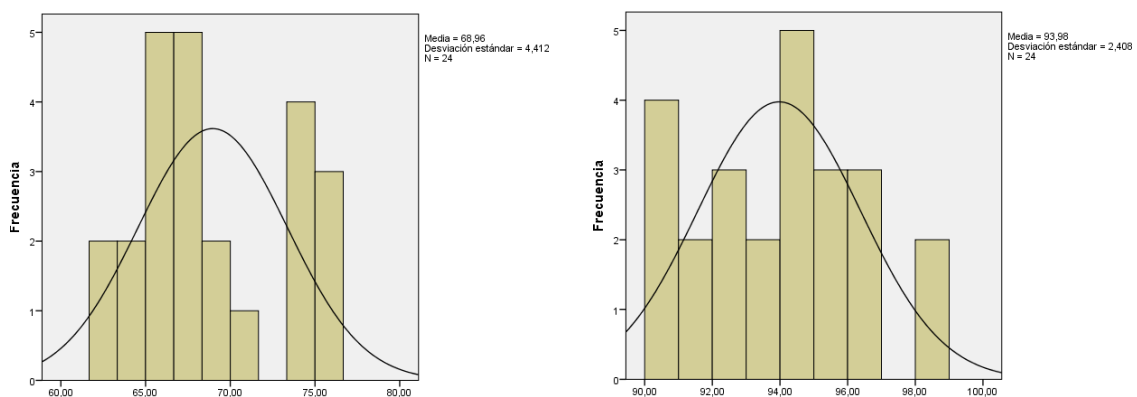 5
4
3
2
1
0
Frecuencia
60,00
65,00
70,00
75,00
80,00
Media = 68,96
Desviación estándar = 4,412
N = 24
5
4
3
2
1
0
Frecuencia
90,00
92,00
94,00
96,00
98,00
100,00
Media = 93,98
Desviación estándar = 2,408
N = 24